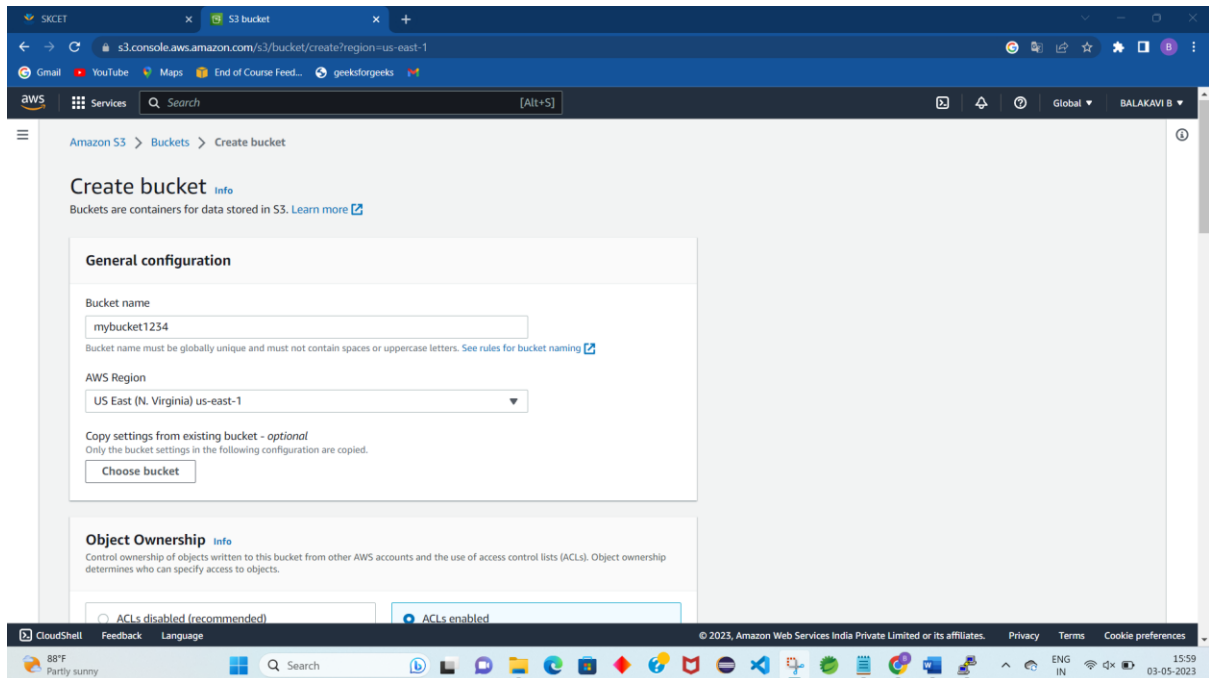 SKCET
S3 bucket
s3.console.aws.amazon.com/s3/bucket/create?region=us-east-1
B
Gmail YouTube Maps End of Course Feed... geeksforgeeks
aws Services Search [Alt+S] Global BALAKAVI B
Amazon S3 Buckets Create bucket
Create bucket Info
Buckets are containers for data stored in S3. Learn more
General configuration
Bucket name
mybucket1234
Bucket name must be globally unique and must not contain spaces or uppercase letters. See rules for bucket naming
AWS Region
US East (N. Virginia) us-east-1
Copy settings from existing bucket - optional
Only the bucket settings in the following configuration are copied.
Choose bucket
Object Ownership Info
Control ownership of objects written to this bucket from other AWS accounts and the use of access control lists (ACLs). Object ownership
determines who can specify access to objects.
ACLs disabled (recommended) ACLs enabled
CloudShell Feedback Language © 2023, Amazon Web Services India Private Limited or its affiliates. Privacy Terms Cookie preferences
88°F
Partly sunny
Search
ENG
IN
15:59
03-05-2023